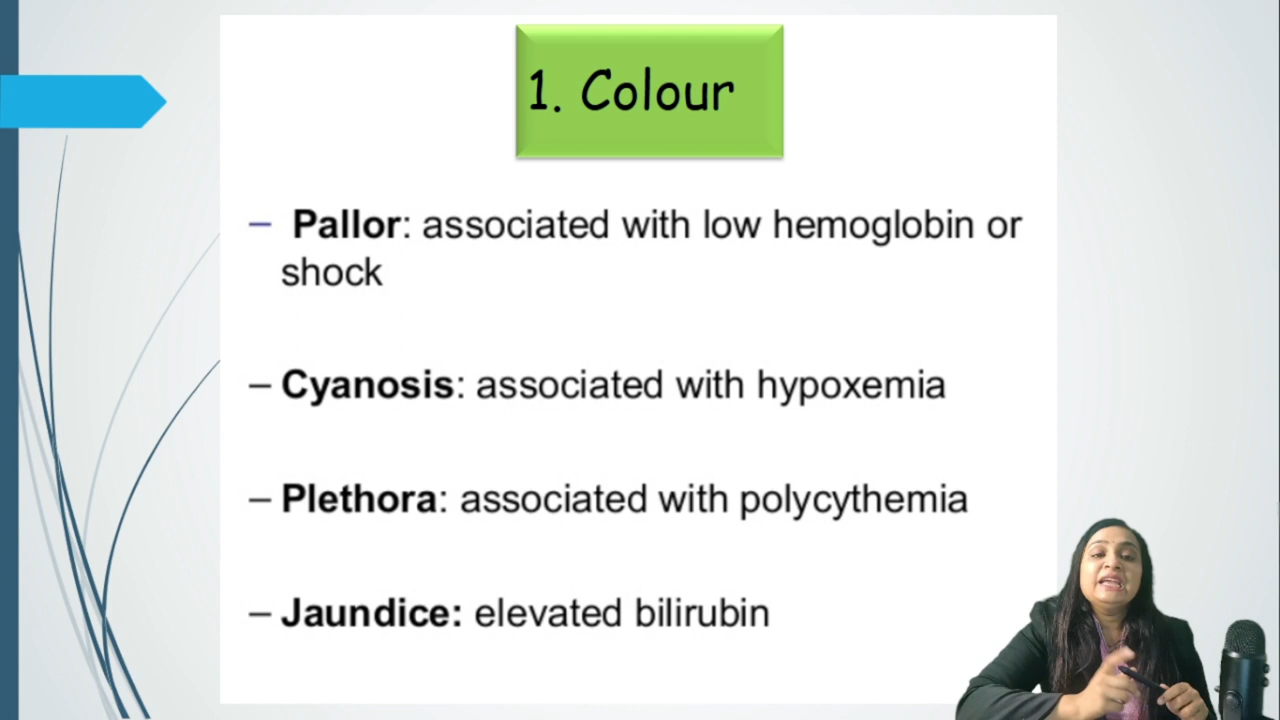 1. Colour
– Pallor: associated with low hemoglobin or
shock
– Cyanosis: associated with hypoxemia
– Plethora: associated with polycythemia
– Jaundice: elevated bilirubin